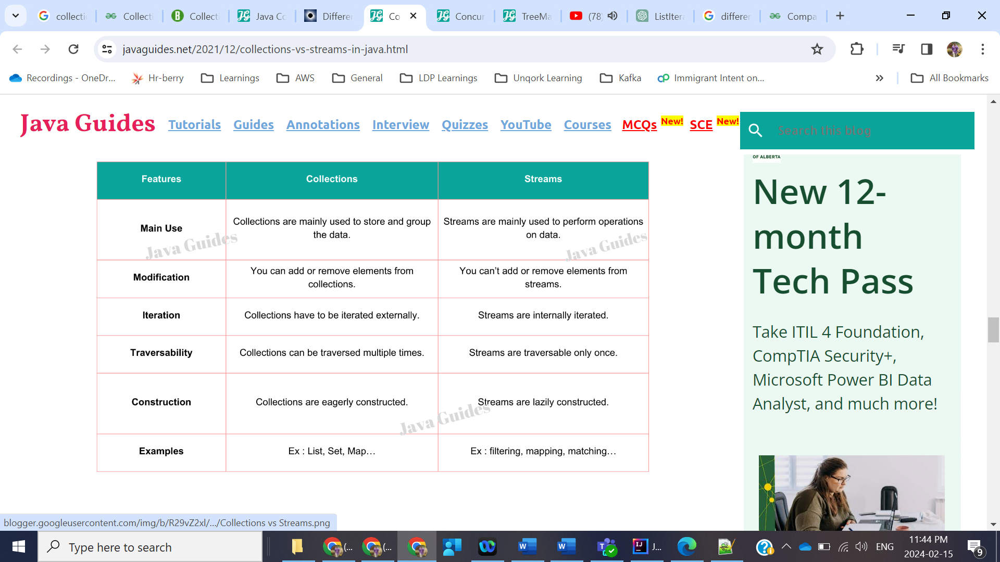 collecti
Collecti
Collecti
Java Co
Differen
Co
Concur
TreeMa
(78)
ListItera
differen
Compa
javaguides.net/2021/12/collections-vs-streams-in-java.html
Recordings - OneDr...
Hr-berry
Learnings
AWS
General
LDP Learnings
Unqork Learning
Kafka
Immigrant Intent on...
All Bookmarks
Java Guides Tutorials Guides Annotations Interview Quizzes YouTube Courses MCQs New! SCE New!
Search this blog
Features Collections Streams
Main Use
Collections are mainly used to store and group
the data.
Streams are mainly used to perform operations
on data.
Java Guides
Java Guides
Modification
You can add or remove elements from
collections.
You can't add or remove elements from
streams.
Iteration Collections have to be iterated externally. Streams are internally iterated.
Traversability Collections can be traversed multiple times. Streams are traversable only once.
Construction Collections are eagerly constructed. Streams are lazily constructed.
Java Guides
Examples Ex : List, Set, Map… Ex : filtering, mapping, matching…
OF ALBERTA
New 12-
month
Tech Pass
Take ITIL 4 Foundation,
CompTIA Security+,
Microsoft Power BI Data
Analyst, and much more!
blogger.googleusercontent.com/img/b/R29vZ2xl/.../Collections vs Streams.png
Type here to search
(...
(...
J...
ENG
11:44 PM
2024-02-15
9